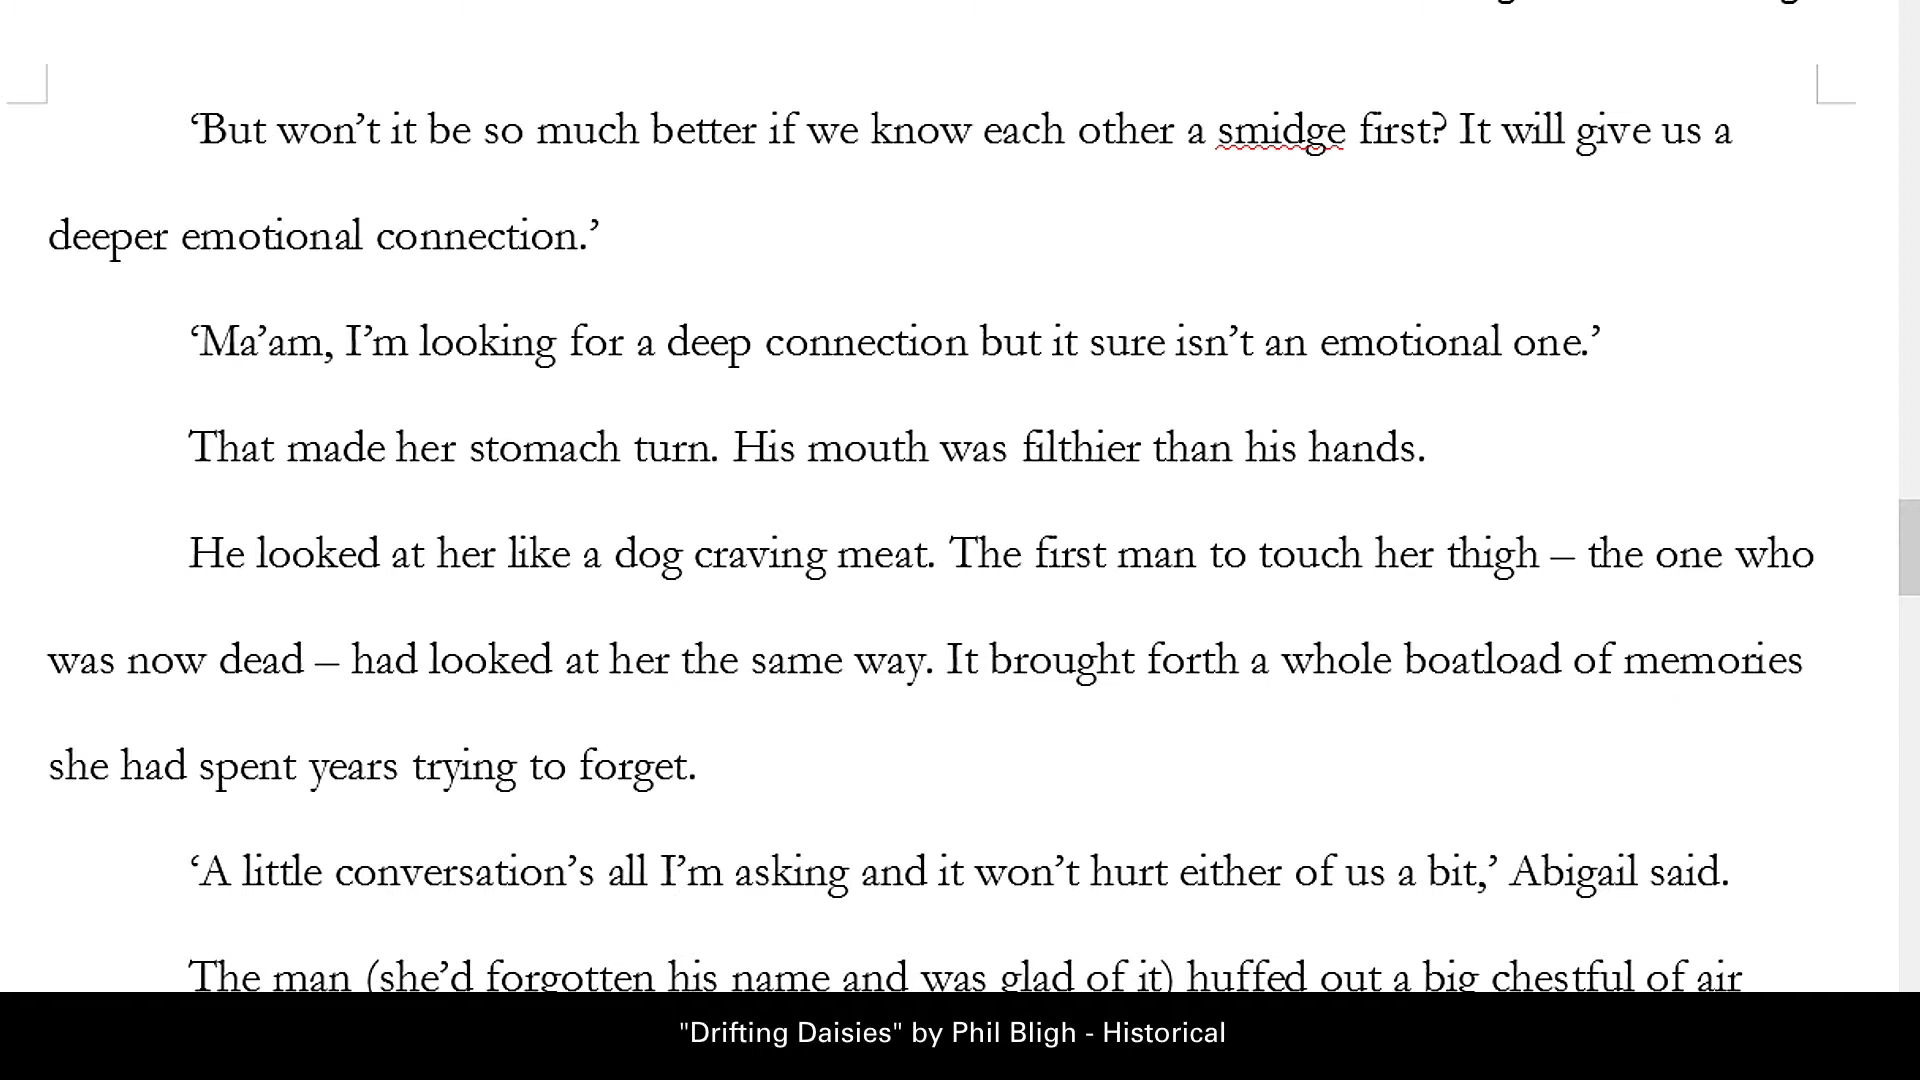 ‘But won’t it be so much better if we know each other a smidge first? It will give us a
deeper emotional connection.’
‘Ma’am, I’m looking for a deep connection but it sure isn’t an emotional one.’
That made her stomach turn. His mouth was filthier than his hands.
He looked at her like a dog craving meat. The first man to touch her thigh – the one who
was now dead – had looked at her the same way. It brought forth a whole boatload of memories
she had spent years trying to forget.
‘A little conversation’s all I’m asking and it won’t hurt either of us a bit,’ Abigail said.
The man (she’d forgotten his name and was glad of it) huffed out a big chestful of air
"Drifting Daisies" by Phil Bligh - Historical